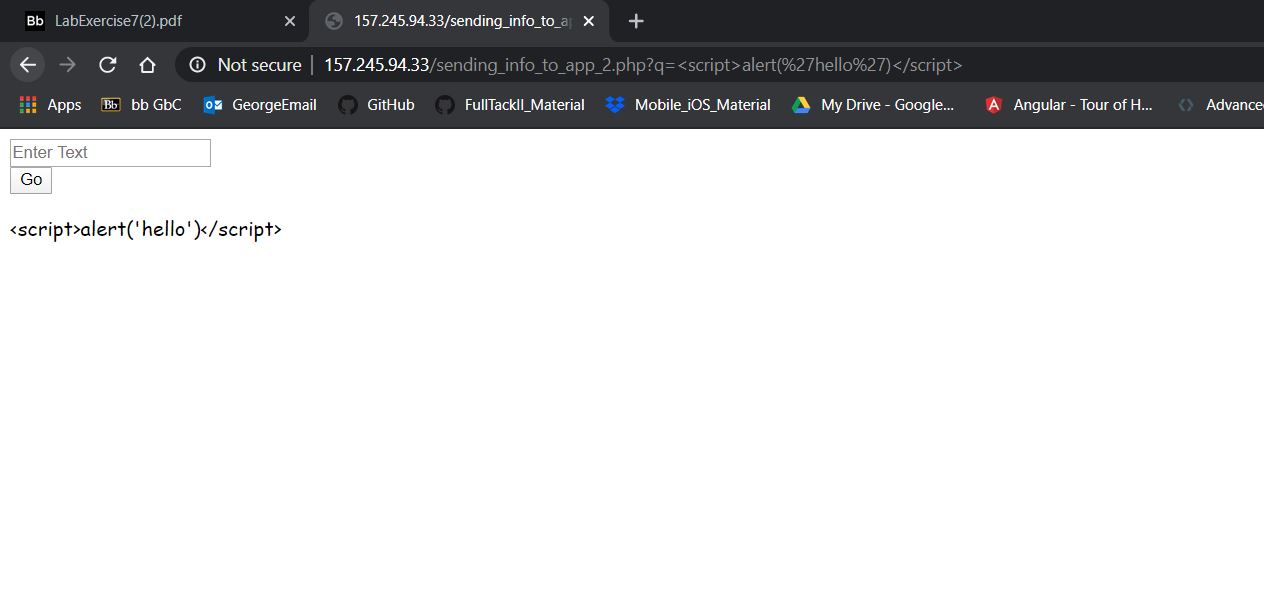 Bb LabExercise7(2).pdf 157.245.94.33/sending_info_to_ap
Not secure | 157.245.94.33/sending_info_to_app_2.php?q=<script>alert(%27hello%27)</script>
Apps Bb bb GbC GeorgeEmail GitHub FullTackII_Material Mobile_iOS_Material My Drive - Google... Angular - Tour of H... Advance
Enter Text
Go
<script>alert('hello')</script>